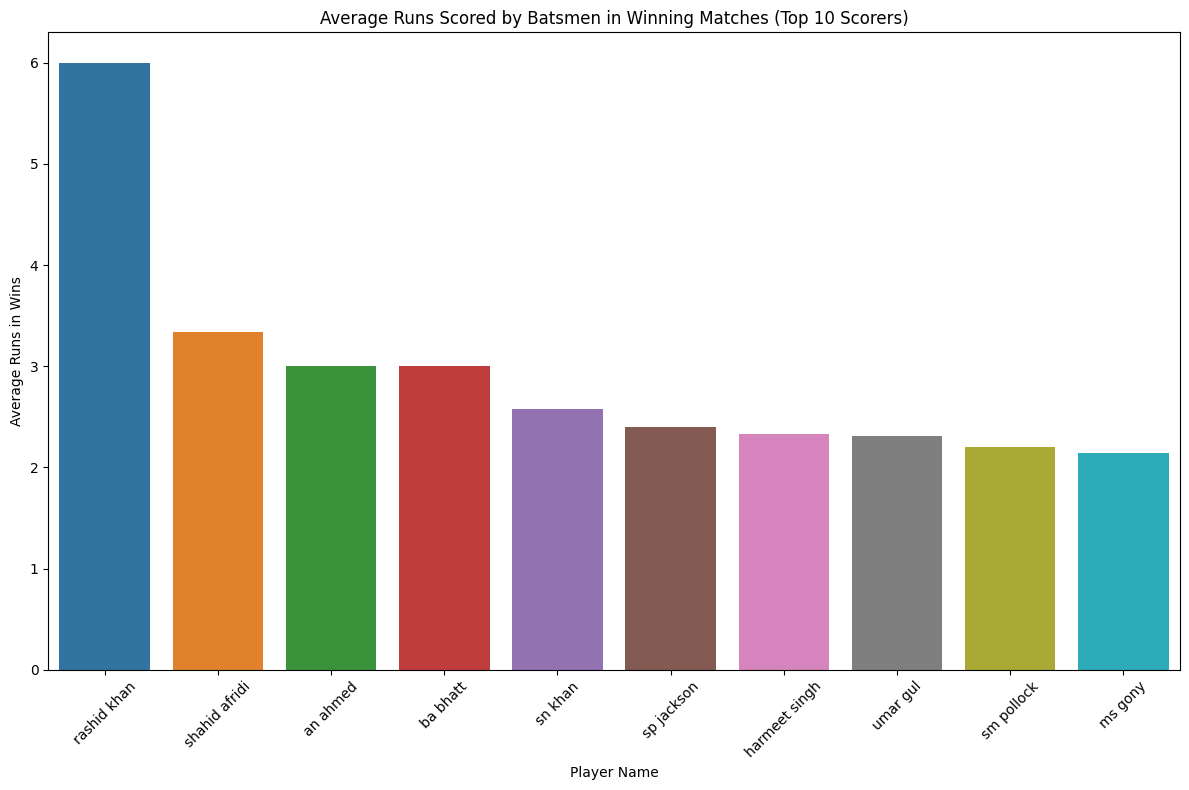 Average Runs Scored by Batsmen in Winning Matches (Top 10 Scorers)
Average Runs in Wins
6
5
4
3
2
1
0
rashid khan
shahid afridi
an ahmed
ba bhatt
sn khan
sp jackson
harmeet singh
umar gul
sm pollock
ms gony
Player Name